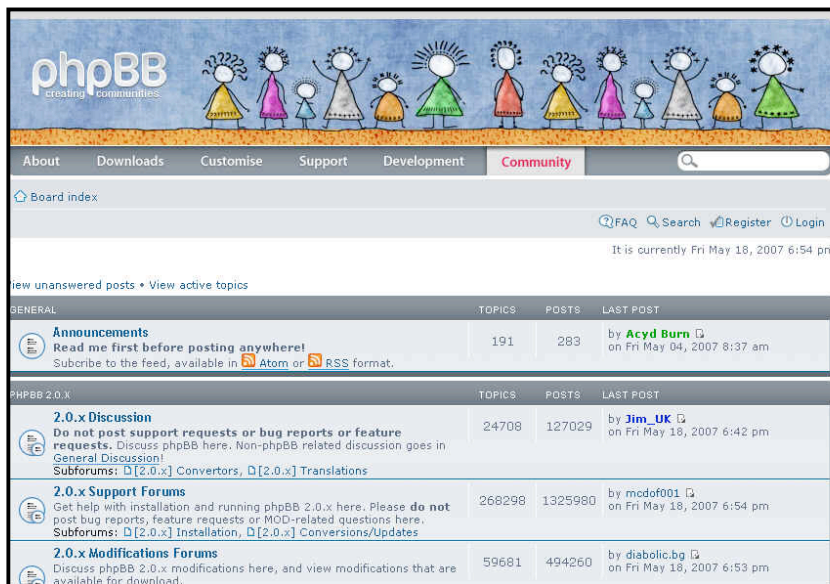 phpBB
creating communities
About Downloads Customise Support Development Community
Board index
FAQ Search Register Login
It is currently Fri May 18, 2007 6:54 pm
iew unanswered posts • View active topics
GENERAL TOPICS POSTS LAST POST
Announcements
Read me first before posting anywhere!
Subcribe to the feed, available in Atom or RSS format.
191 283 by Acyd Burn
on Fri May 04, 2007 8:37 am
PHPBB 2.0.X TOPICS POSTS LAST POST
2.0.x Discussion
Do not post support requests or bug reports or feature
requests. Discuss phpBB here. Non-phpBB related discussion goes in
General Discussion!
Subforums: [2.0.x] Convertors, [2.0.x] Translations
24708 127029 by Jim_UK
on Fri May 18, 2007 6:42 pm
2.0.x Support Forums
Get help with installation and running phpBB 2.0.x here. Please do not
post bug reports, feature requests or MOD-related questions here.
Subforums: [2.0.x] Installation, [2.0.x] Conversions/Updates
268298 1325980 by mcdof001
on Fri May 18, 2007 6:54 pm
2.0.x Modifications Forums
Discuss phpBB 2.0.x modifications here, and view modifications that are
available for download.
59681 494260 by diabolic.bg
on Fri May 18, 2007 6:53 pm